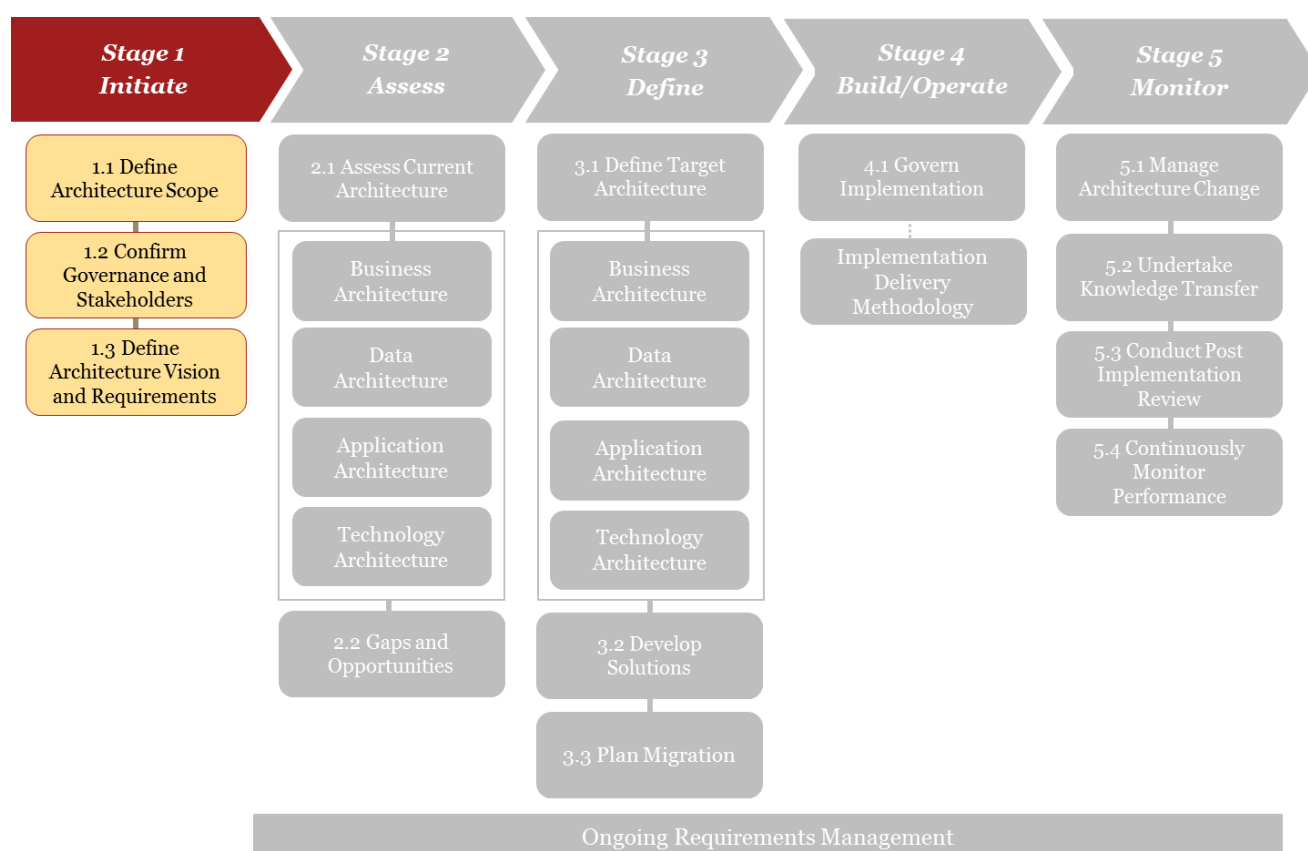 Stage 1
Initiate
Stage 2
Assess
Stage 3
Define
Stage 4
Build/Operate
Stage 5
Monitor
1.1 Define
Architecture Scope
1.2 Confirm
Governance and
Stakeholders
1.3 Define
Architecture Vision
and Requirements
2.1 Assess Current
Architecture
Business
Architecture
Data
Architecture
Application
Architecture
Technology
Architecture
2.2 Gaps and
Opportunities
3.1 Define Target
Architecture
Business
Architecture
Data
Architecture
Application
Architecture
Technology
Architecture
3.2 Develop
Solutions
3.3 Plan Migration
4.1 Govern
Implementation
Implementation
Delivery
Methodology
5.1 Manage
Architecture Change
5.2 Undertake
Knowledge Transfer
5.3 Conduct Post
Implementation
Review
5.4 Continuously
Monitor
Performance
Ongoing Requirements Management